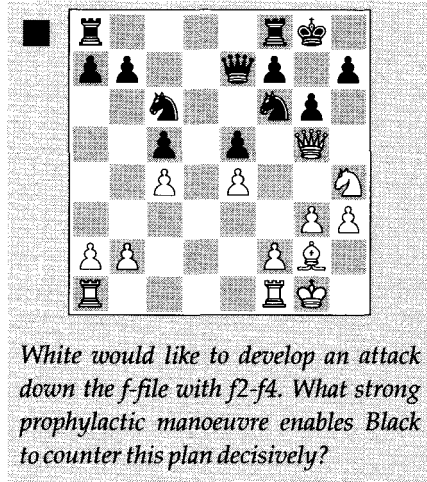 White would like to develop an attack
down the f-file with f2-f4. What strong
prophylactic manoeuvre enables Black
to counter this plan decisively?